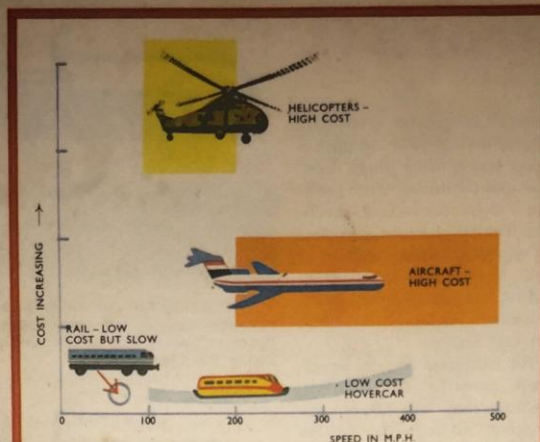 HELICOPTERS –
HIGH COST
COST INCREASING →
AIRCRAFT –
HIGH COST
RAIL – LOW
COST BUT SLOW
LOW COST
HOVERCAR
0 100 200 300 400 500
SPEED IN M.P.H.